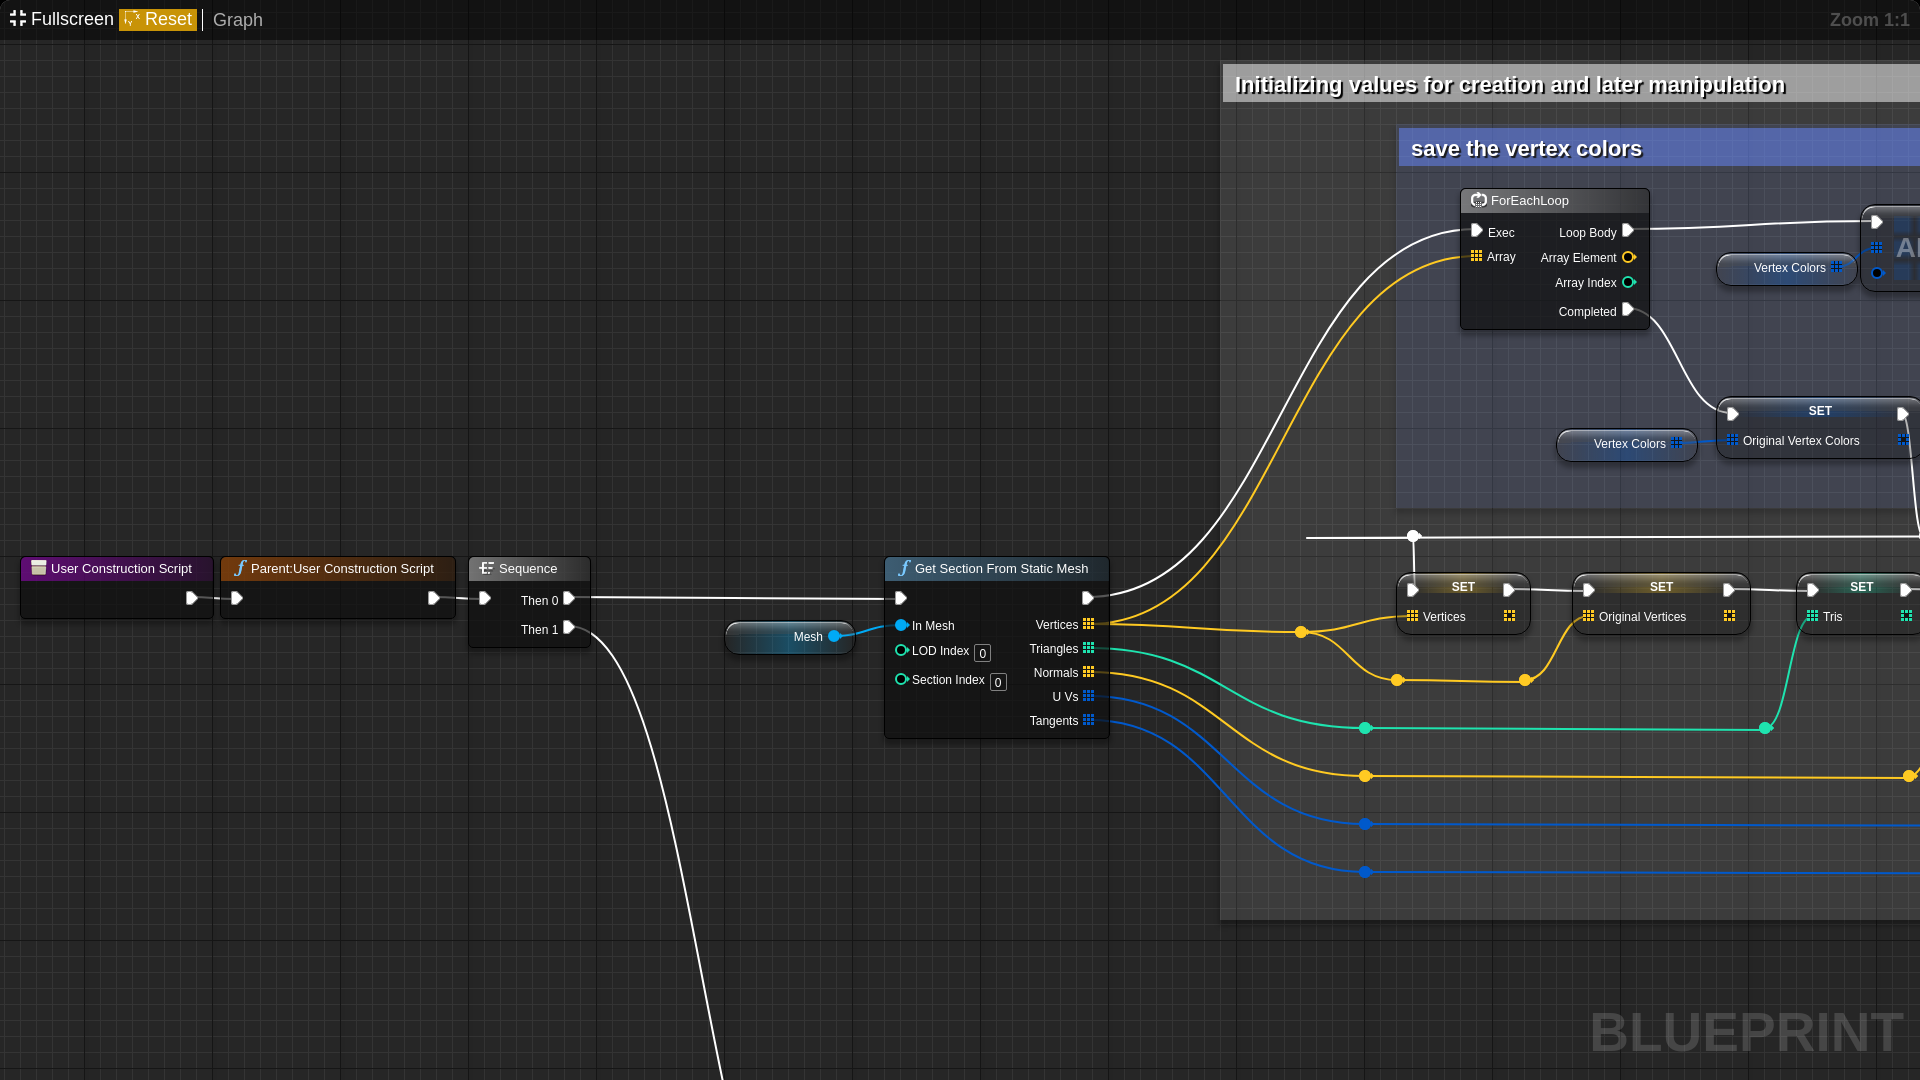 Fullscreen Reset Graph
Zoom 1:1
Initializing values for creation and later manipulation
save the vertex colors
ForEachLoop
Exec Loop Body
Array Array Element
Array Index
Completed
Vertex Colors
SET
Vertex Colors
Original Vertex Colors
User Construction Script
Parent:User Construction Script
Sequence
Then 0
Then 1
Mesh
Get Section From Static Mesh
In Mesh Vertices
LOD Index 0 Triangles
Section Index 0 Normals
U Vs
Tangents
SET
Vertices
SET
Original Vertices
SET
Tris
BLUEPRINT